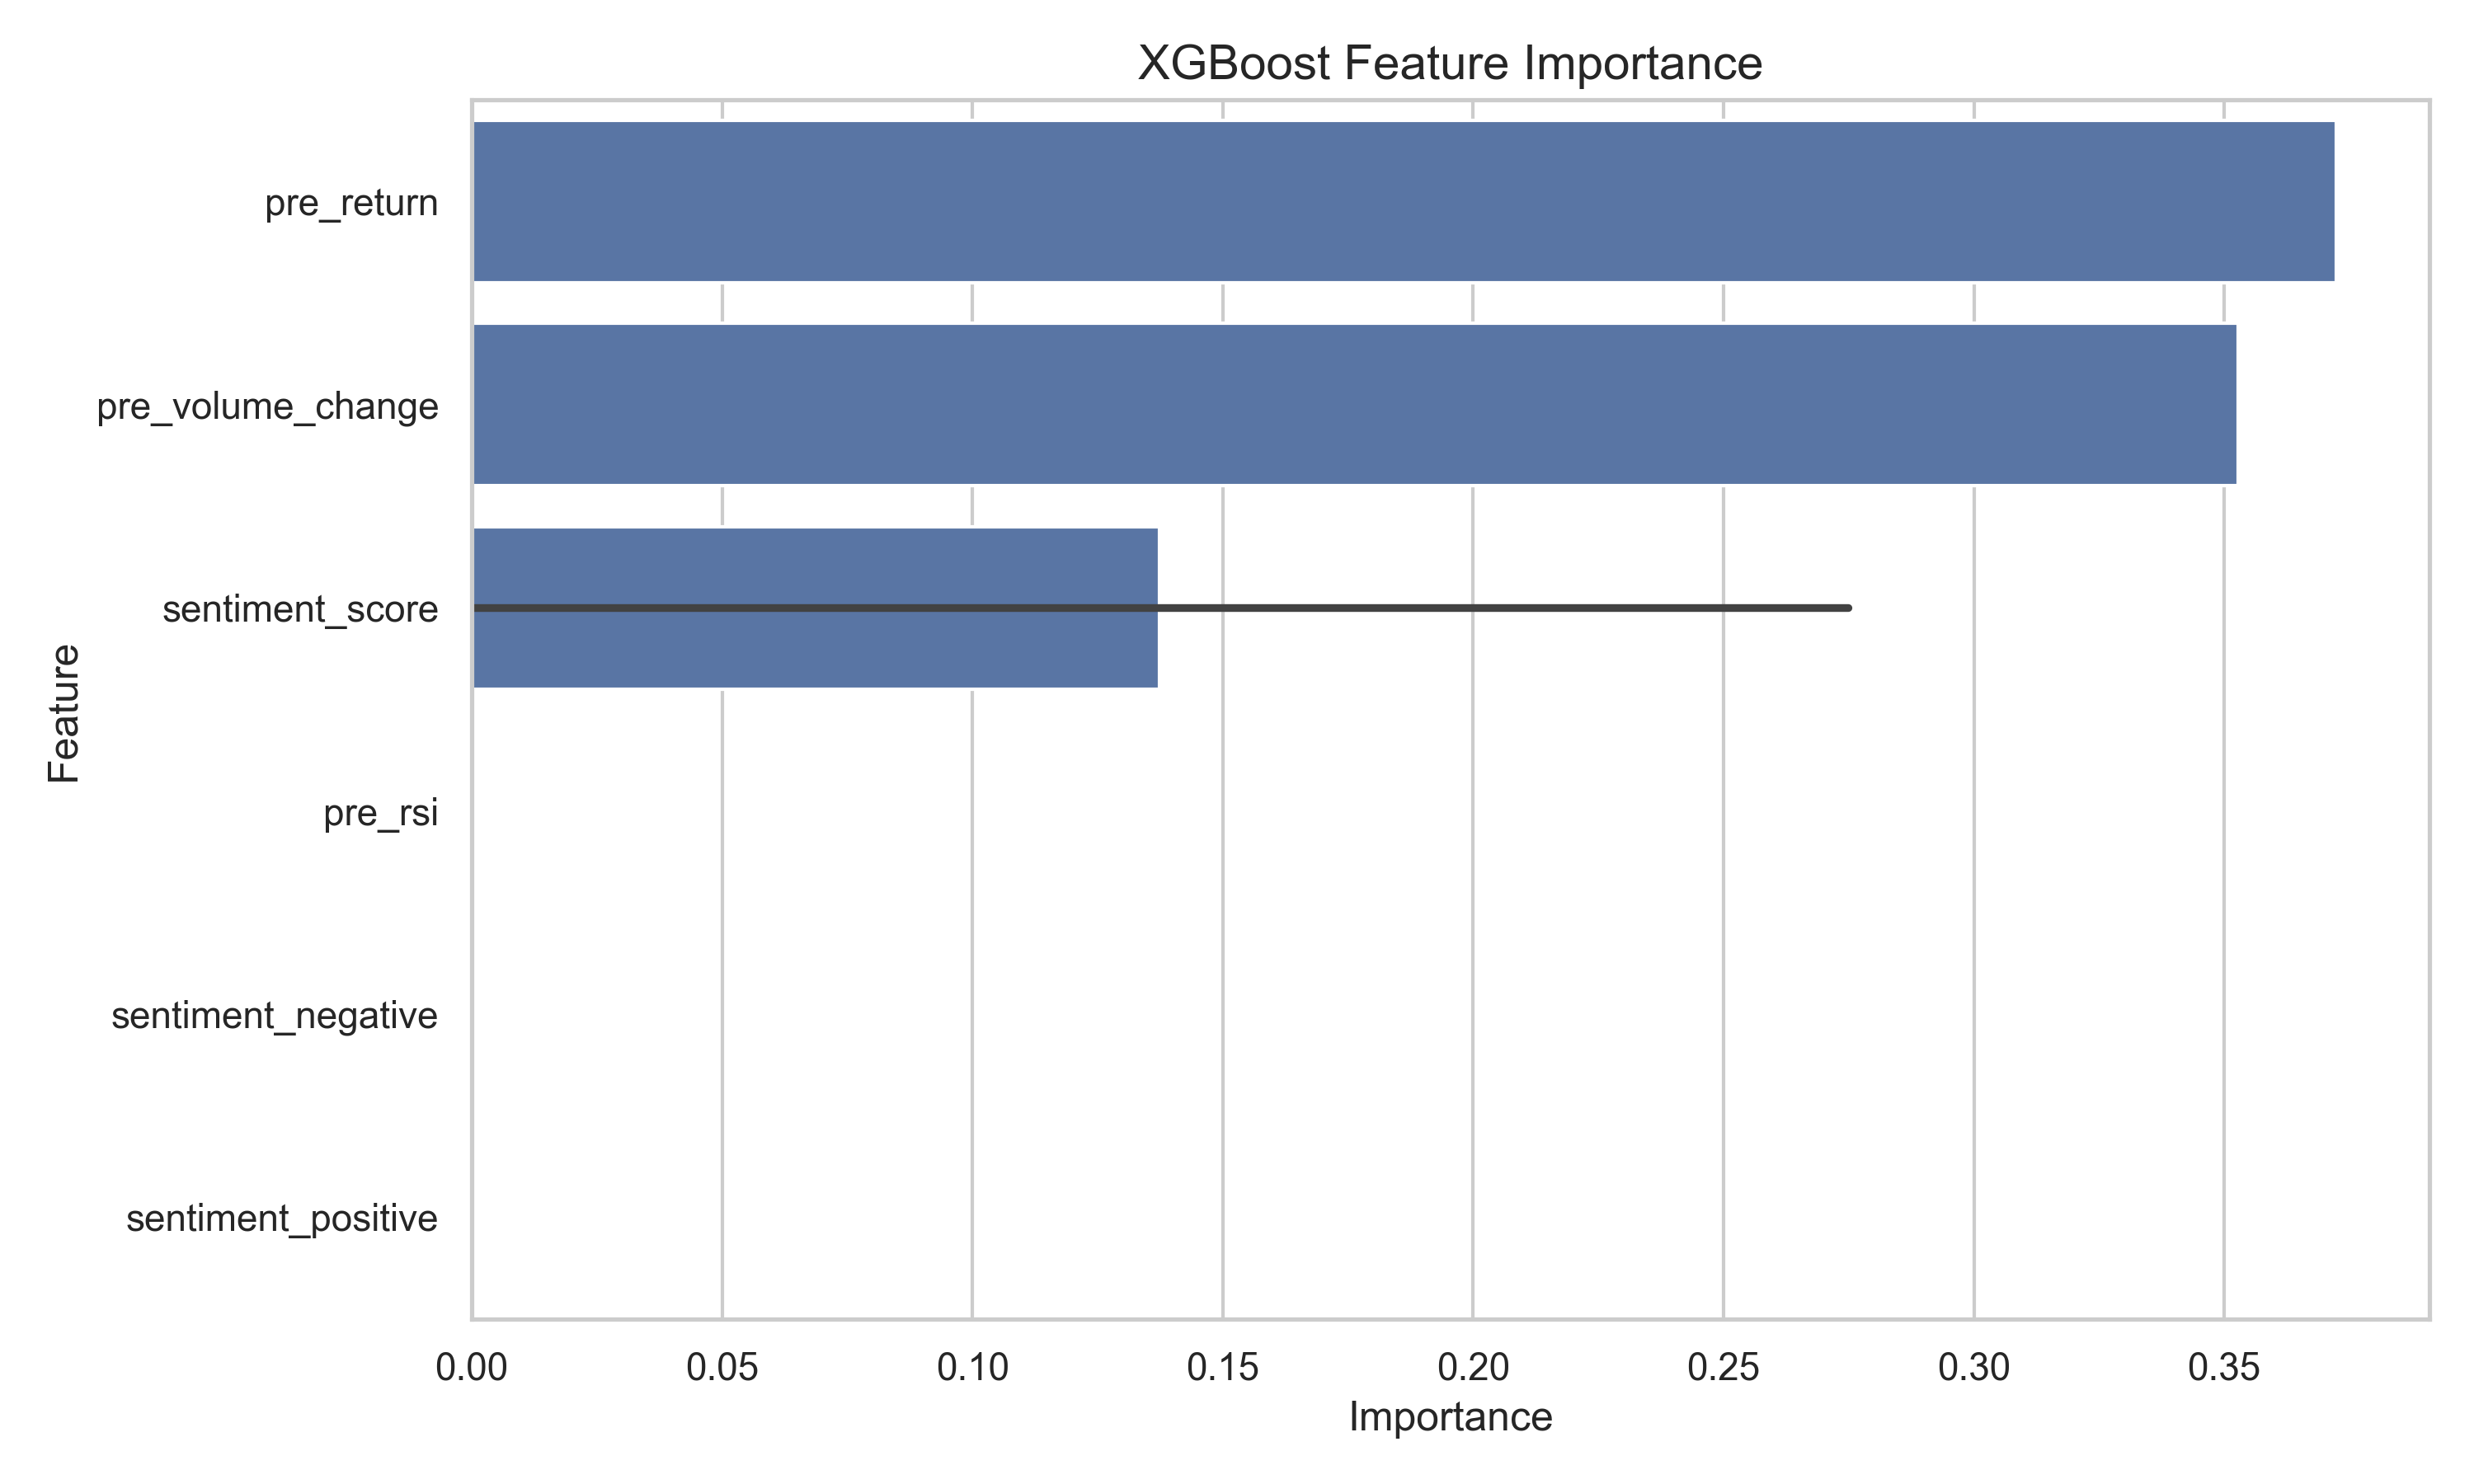 XGBoost Feature Importance
pre_return
pre_volume_change
sentiment_score
pre_rsi
sentiment_negative
sentiment_positive
Feature
0.00 0.05 0.10 0.15 0.20 0.25 0.30 0.35
Importance